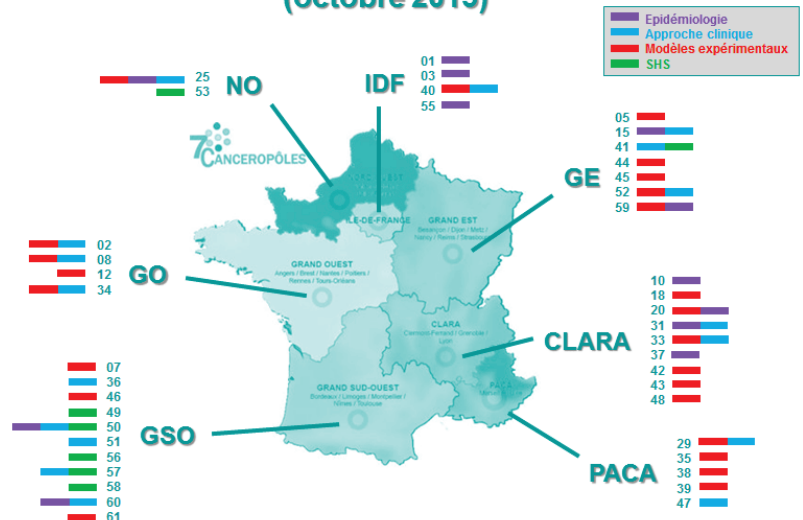 (octobre 2015)
Epidémiologie
Approche clinique
Modèles expérimentaux
SHS
NO
25
53
IDF
01
03
40
55
7 CANCEROPÔLES
GE
05
15
41
44
45
52
59
ILE-DE-FRANCE
GRAND EST
Besançon / Dijon / Metz /
Nancy / Reims / Strasbourg
GO
02
08
12
34
GRAND OUEST
Angers / Brest / Nantes / Poitiers /
Rennes / Tours-Orléans
CLARA
10
18
20
31
33
37
42
43
48
CLARA
Clermont-Ferrand / Grenoble /
Lyon
GSO
07
36
46
49
50
51
56
57
58
60
61
GRAND SUD-OUEST
Bordeaux / Limoges / Montpellier /
Nîmes / Toulouse
PACA
PACA
29
35
38
39
47